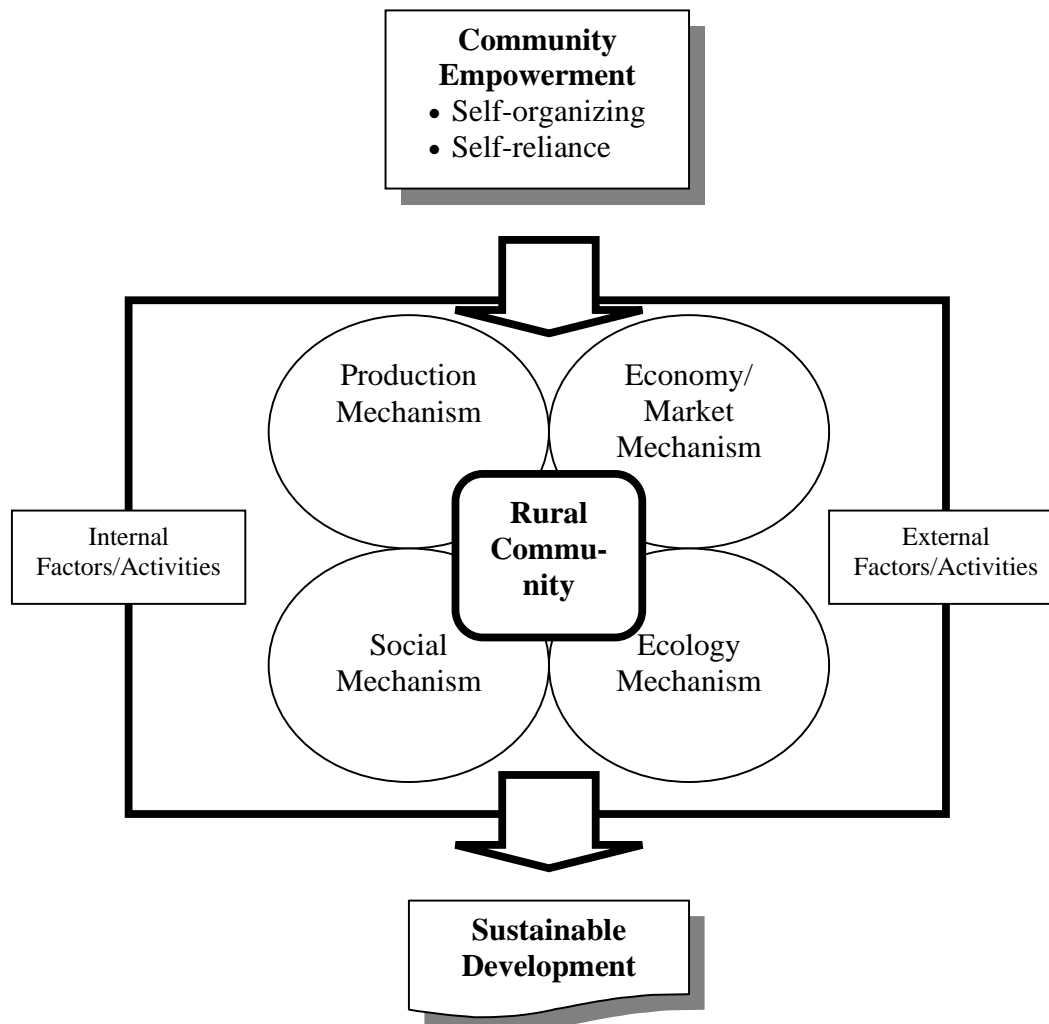 Community
Empowerment
• Self-organizing
• Self-reliance
Production
Mechanism
Economy/
Market
Mechanism
Rural
Commu-
nity
Internal
Factors/Activities
External
Factors/Activities
Social
Mechanism
Ecology
Mechanism
Sustainable
Development